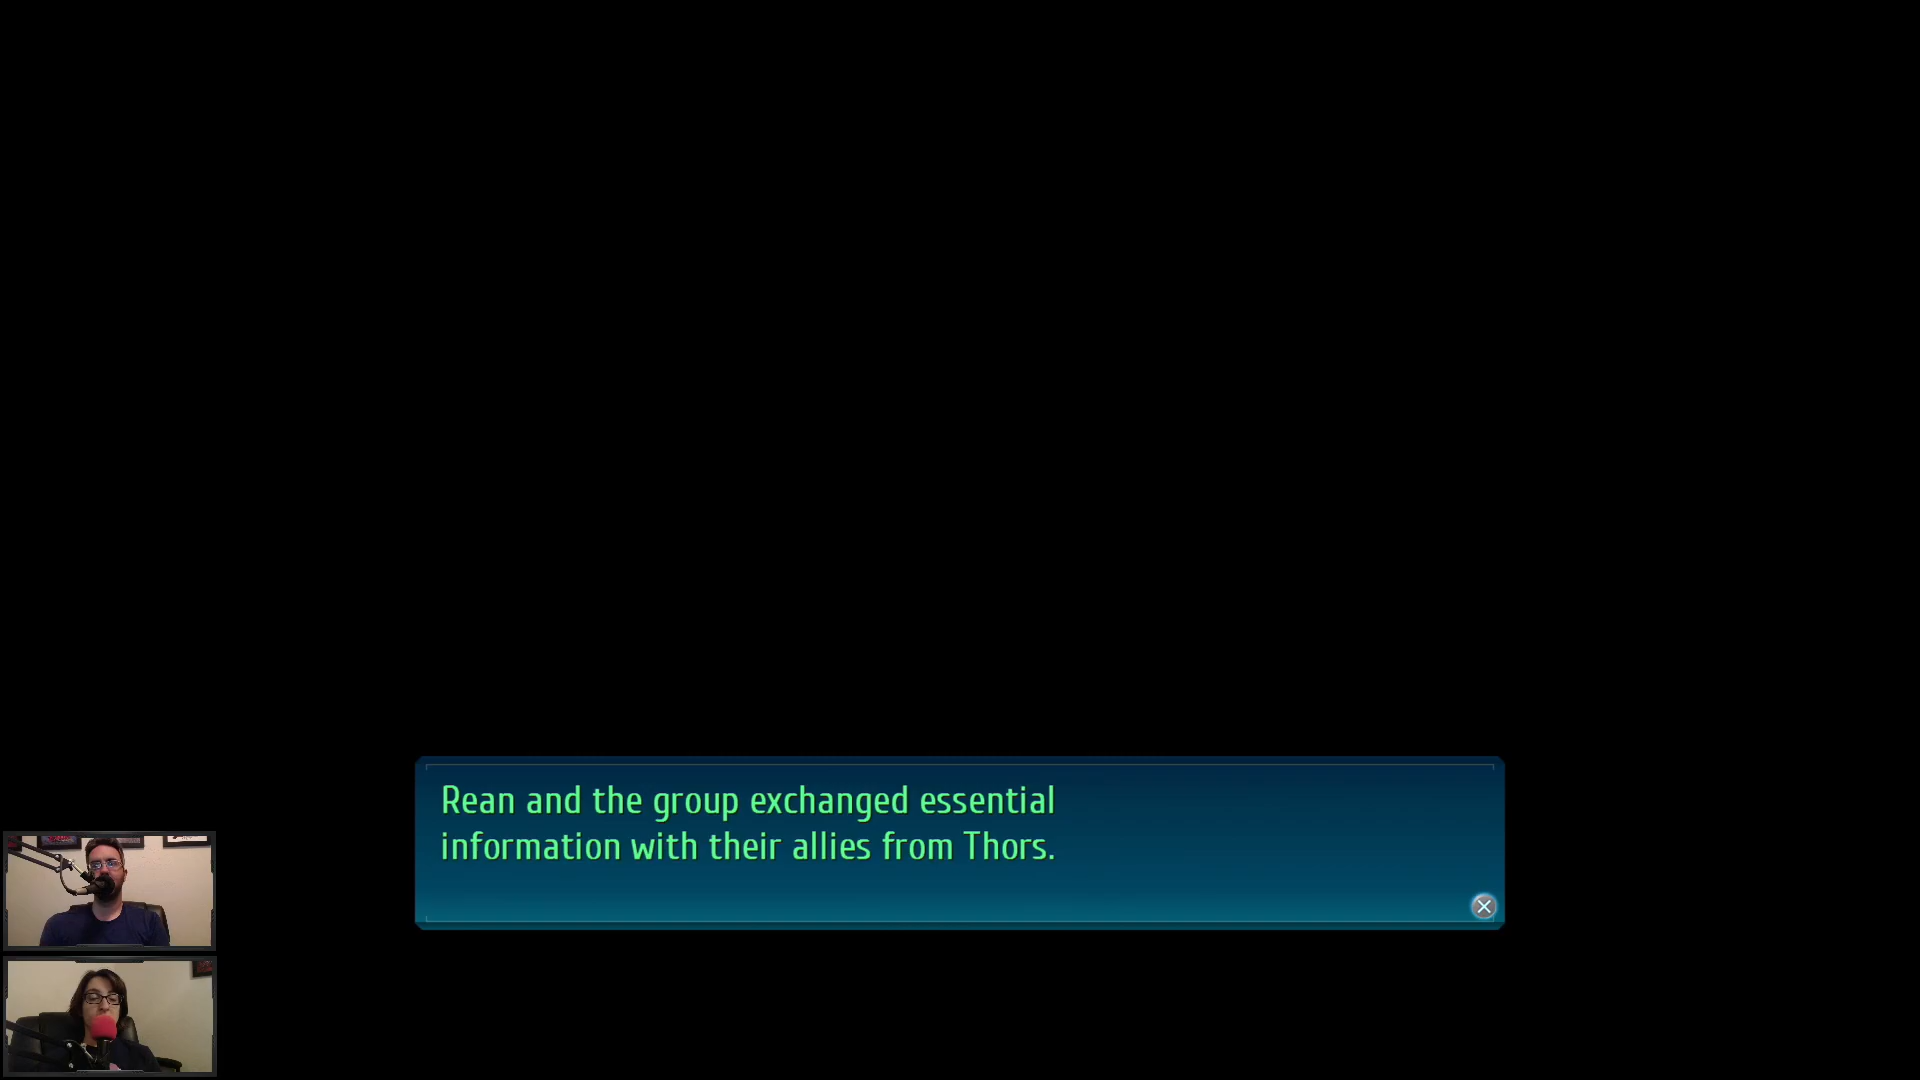 Rean and the group exchanged essential
information with their allies from Thors.